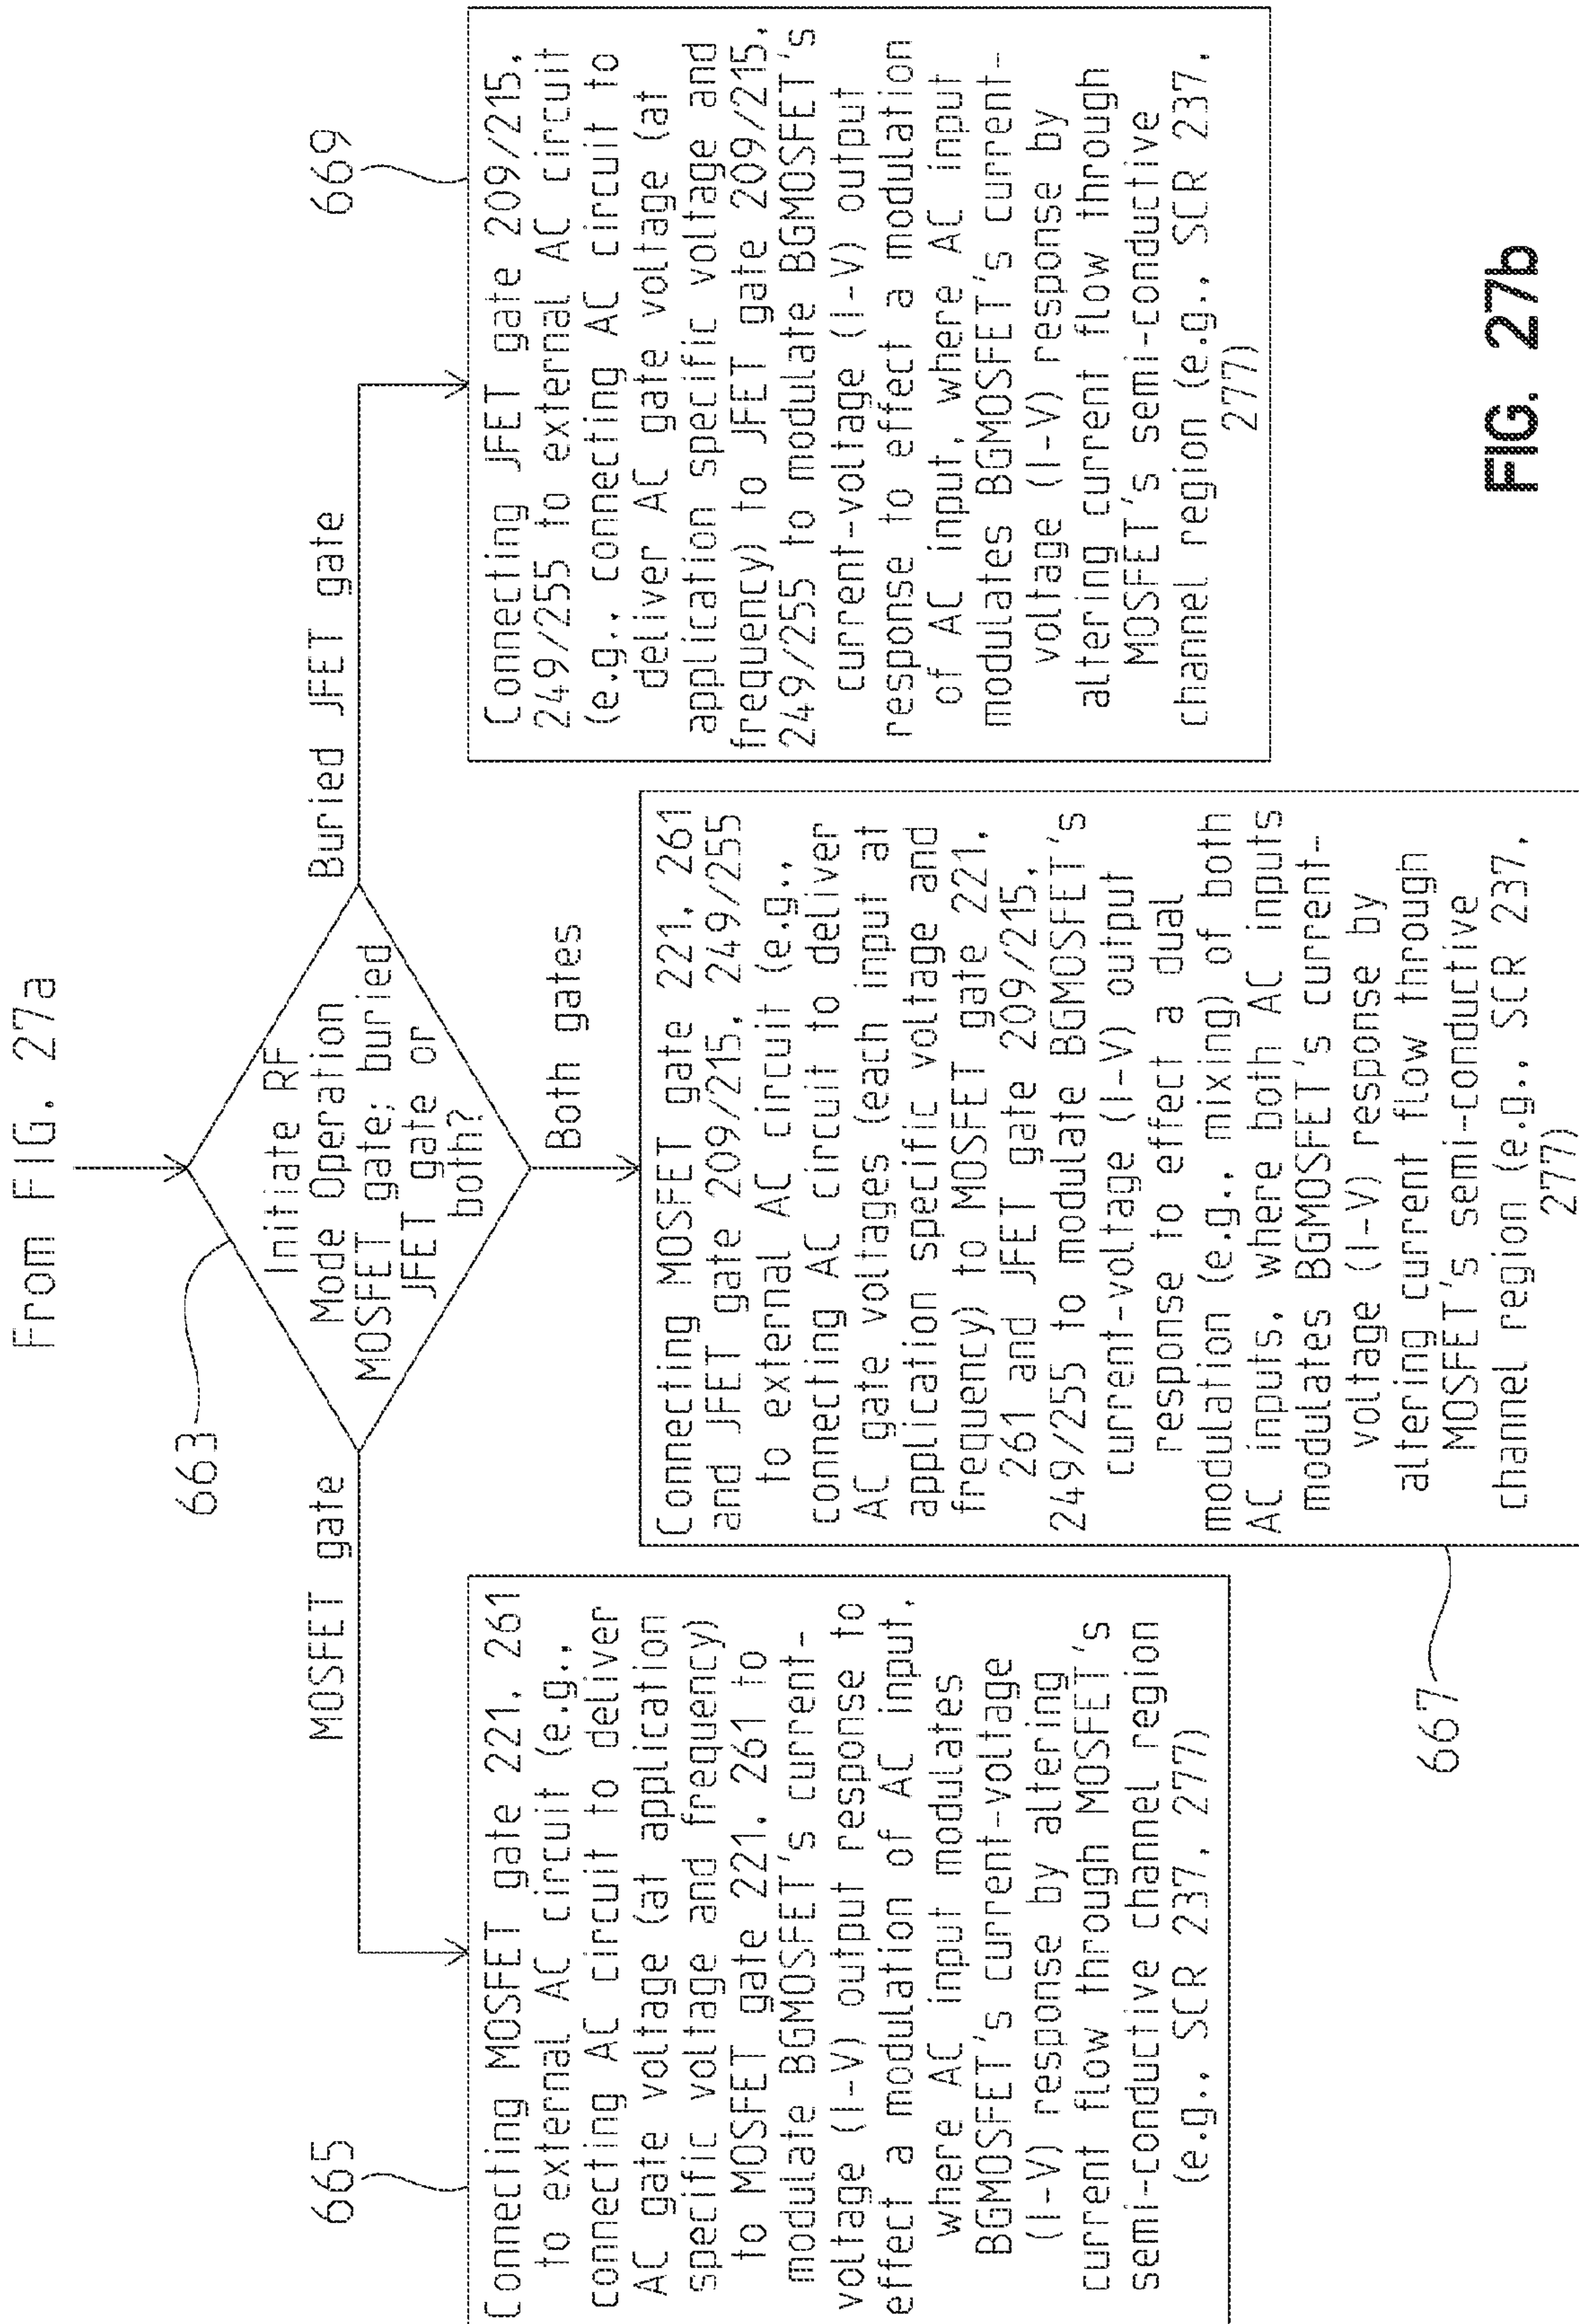 From FIG. 27a
663
Initiate RF
Mode Operation
MOSFET gate; buried
JFET gate or
both?
MOSFET gate
Both gates
Buried JFET gate
665
Connecting MOSFET gate 221, 261
to external AC circuit (e.g.,
connecting AC circuit to deliver
AC gate voltage (at application
specific voltage and frequency)
to MOSFET gate 221, 261 to
modulate BGMOSFET's current-
voltage (I-V) output response to
effect a modulation of AC input,
where AC input modulates
BGMOSFET's current-voltage
(I-V) response by altering
current flow through MOSFET's
semi-conductive channel region
(e.g., SCR 237, 277)
667
Connecting MOSFET gate 221, 261
and JFET gate 209/215, 249/255
to external AC circuit (e.g.,
connecting AC circuit to deliver
AC gate voltages (each input at
application specific voltage and
frequency) to MOSFET gate 221,
261 and JFET gate 209/215,
249/255 to modulate BGMOSFET's
current-voltage (I-V) output
response to effect a dual
modulation (e.g., mixing) of both
AC inputs, where both AC inputs
modulates BGMOSFET's current-
voltage (I-V) response by
altering current flow through
MOSFET's semi-conductive
channel region (e.g., SCR 237,
277)
669
Connecting JFET gate 209/215,
249/255 to external AC circuit
(e.g., connecting AC circuit to
deliver AC gate voltage (at
application specific voltage and
frequency) to JFET gate 209/215,
249/255 to modulate BGMOSFET's
current-voltage (I-V) output
response to effect a modulation
of AC input, where AC input
modulates BGMOSFET's current-
voltage (I-V) response by
altering current flow through
MOSFET's semi-conductive
channel region (e.g., SCR 237,
277)
FIG. 27b